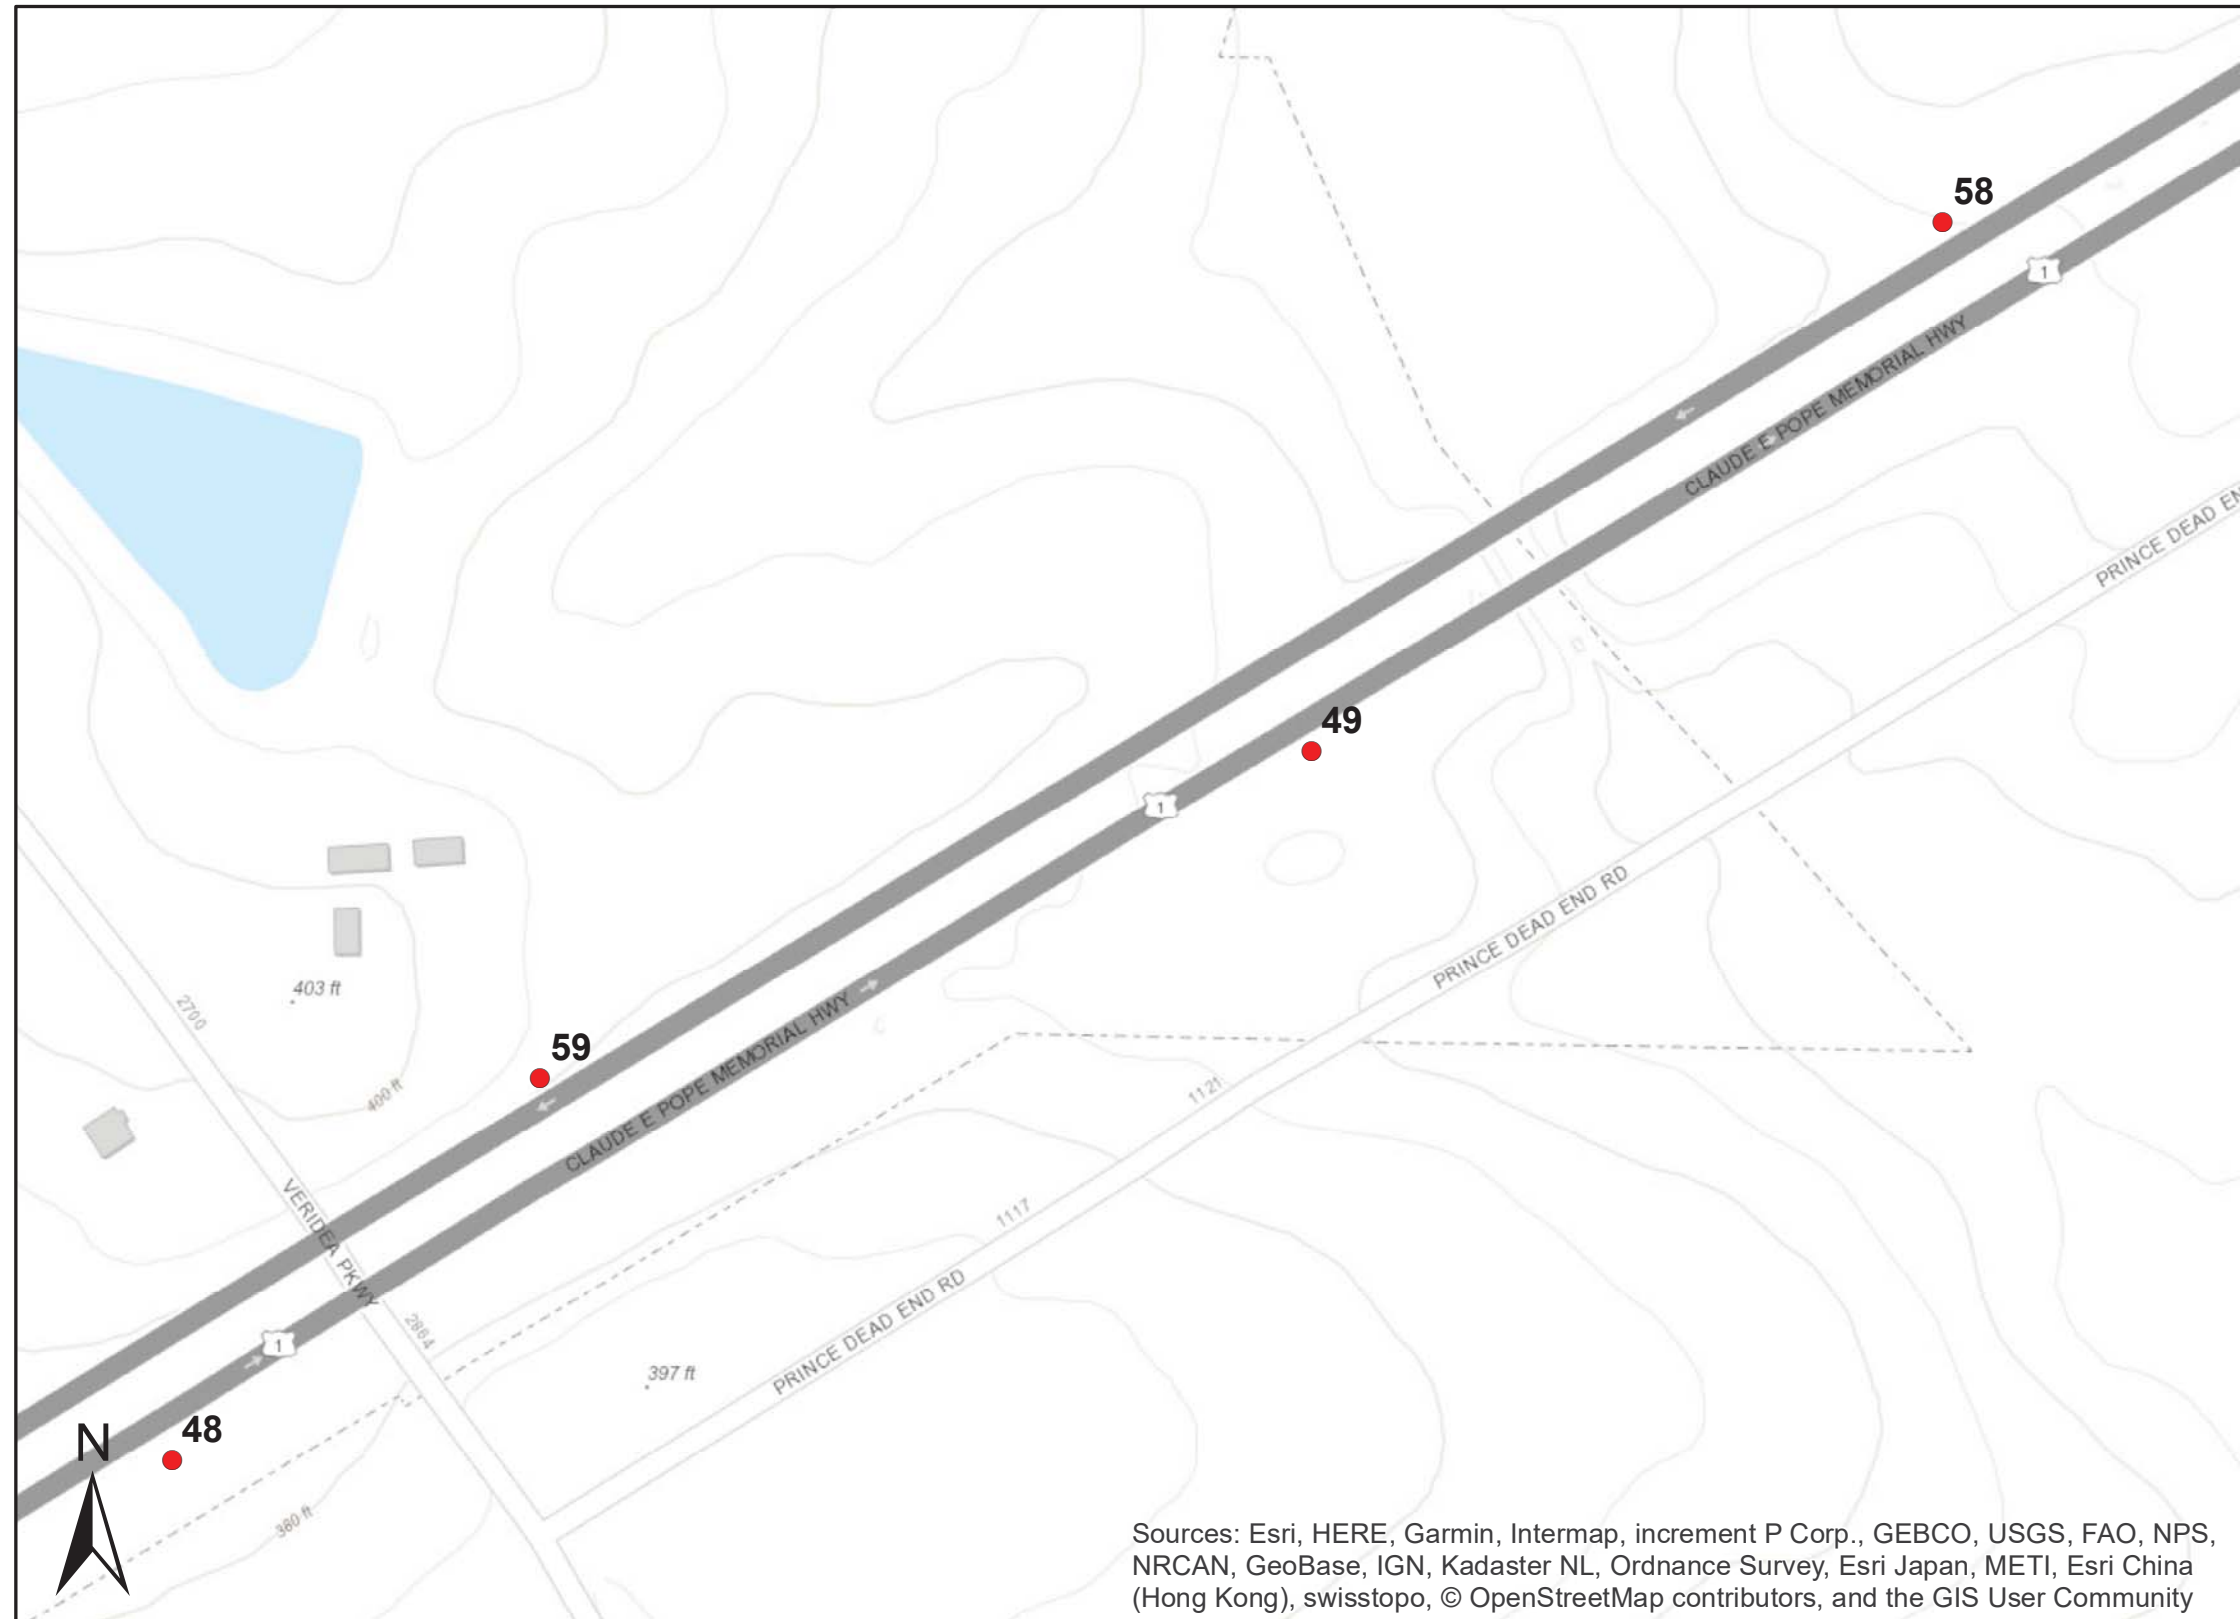 58
1
CLAUDE E POPE MEMORIAL HWY
PRINCE DEAD EN
49
1
PRINCE DEAD END RD
403 ft
2700
59
400 ft
CLAUDE E POPE MEMORIAL HWY
1121
VERIDEA PKWY
1117
1
2864
PRINCE DEAD END RD
397 ft
48
N
380 ft
Sources: Esri, HERE, Garmin, Intermap, increment P Corp., GEBCO, USGS, FAO, NPS,
NRCAN, GeoBase, IGN, Kadaster NL, Ordnance Survey, Esri Japan, METI, Esri China
(Hong Kong), swisstopo, © OpenStreetMap contributors, and the GIS User Community